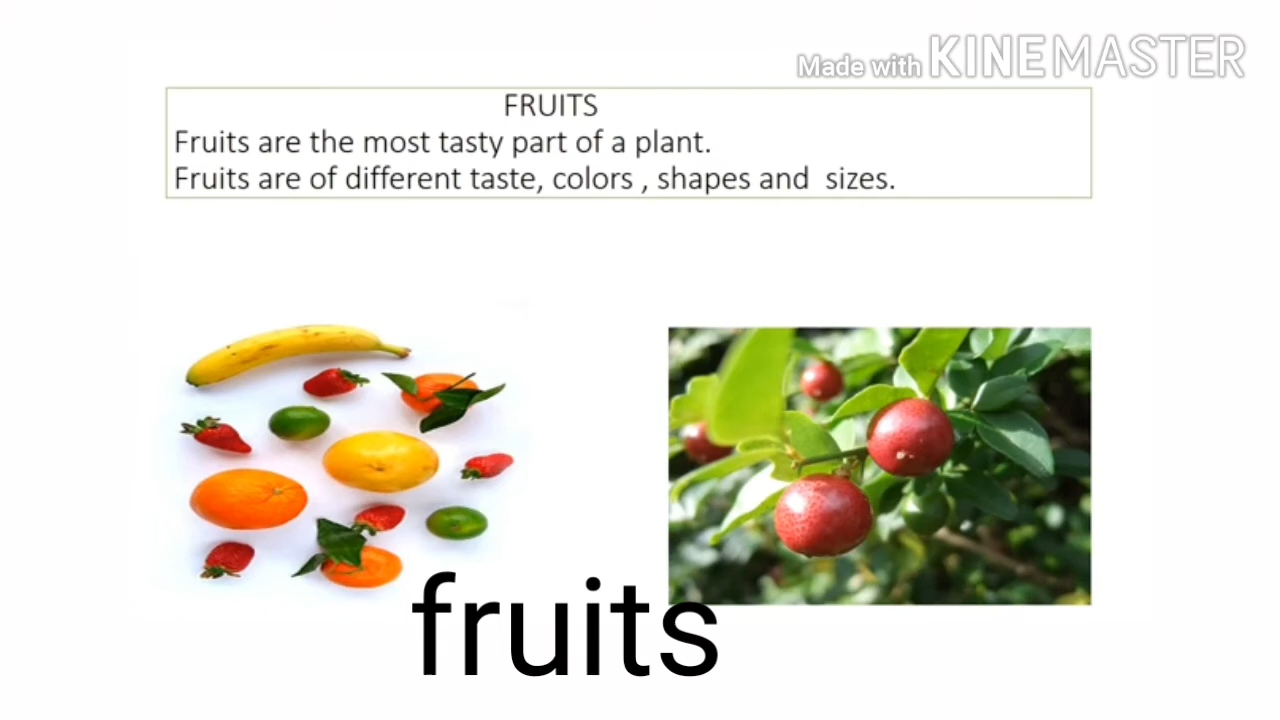 Made with KINEMASTER
FRUITS
Fruits are the most tasty part of a plant.
Fruits are of different taste, colors , shapes and  sizes.
fruits